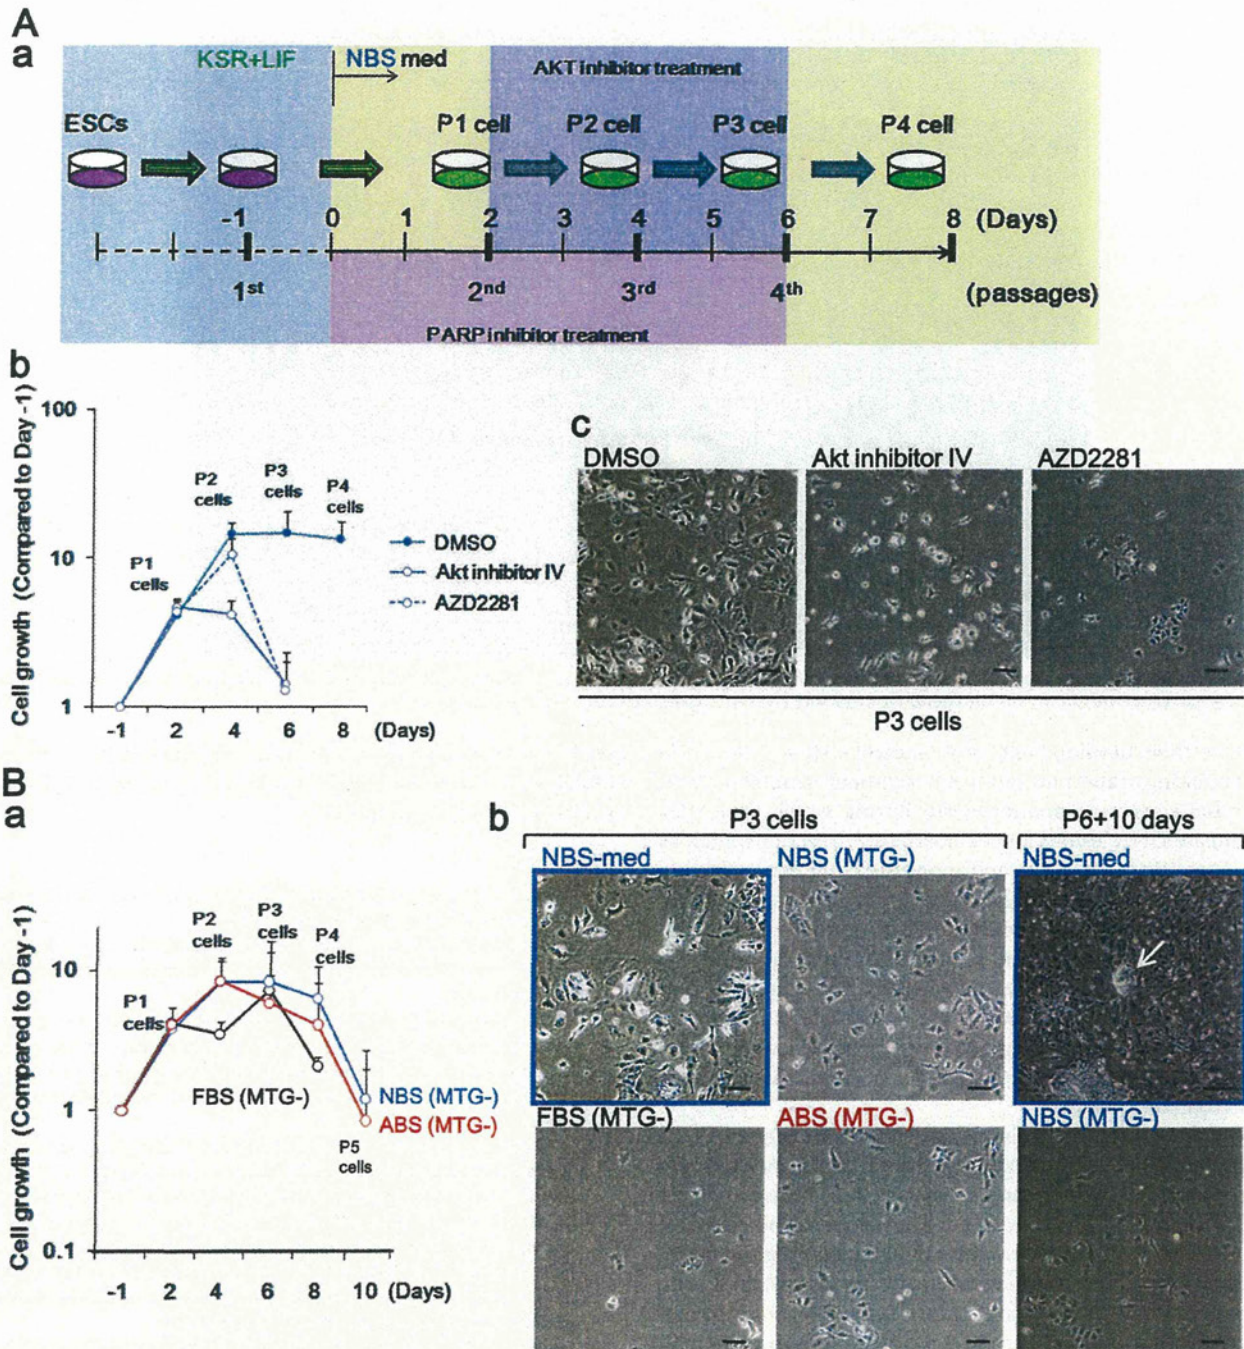 A
a
KSR+LIF
NBS med
AKT inhibitor treatment
ESCs
P1 cell
P2 cell
P3 cell
P4 cell
-1 0 1 2 3 4 5 6 7 8 (Days)
1st 2nd 3rd 4th (passages)
PARP inhibitor treatment
b
Cell growth (Compared to Day -1)
100
10
1
P1 cells
P2 cells
P3 cells
P4 cells
DMSO
Akt inhibitor IV
AZD2281
-1 2 4 6 8 (Days)
c
DMSO
Akt inhibitor IV
AZD2281
P3 cells
B
a
Cell growth (Compared to Day -1)
10
1
0.1
P1 cells
P2 cells
P3 cells
P4 cells
FBS (MTG-)
NBS (MTG-)
ABS (MTG-)
P5 cells
-1 2 4 6 8 10 (Days)
b
P3 cells
P6+10 days
NBS-med
NBS (MTG-)
NBS-med
FBS (MTG-)
ABS (MTG-)
NBS (MTG-)